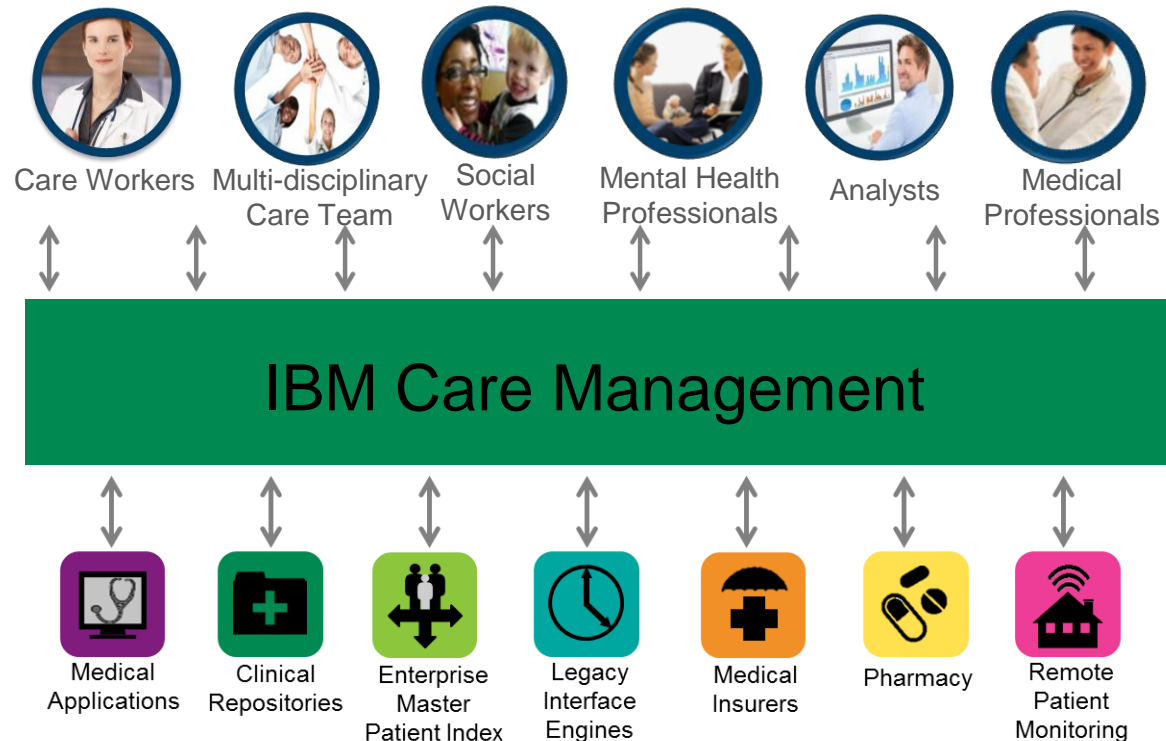 Care Workers
Multi-disciplinary
Care Team
Social
Workers
Mental Health
Professionals
Analysts
Medical
Professionals
IBM Care Management
Medical
Applications
Clinical
Repositories
Enterprise
Master
Patient Index
Legacy
Interface
Engines
Medical
Insurers
Pharmacy
Remote
Patient
Monitoring